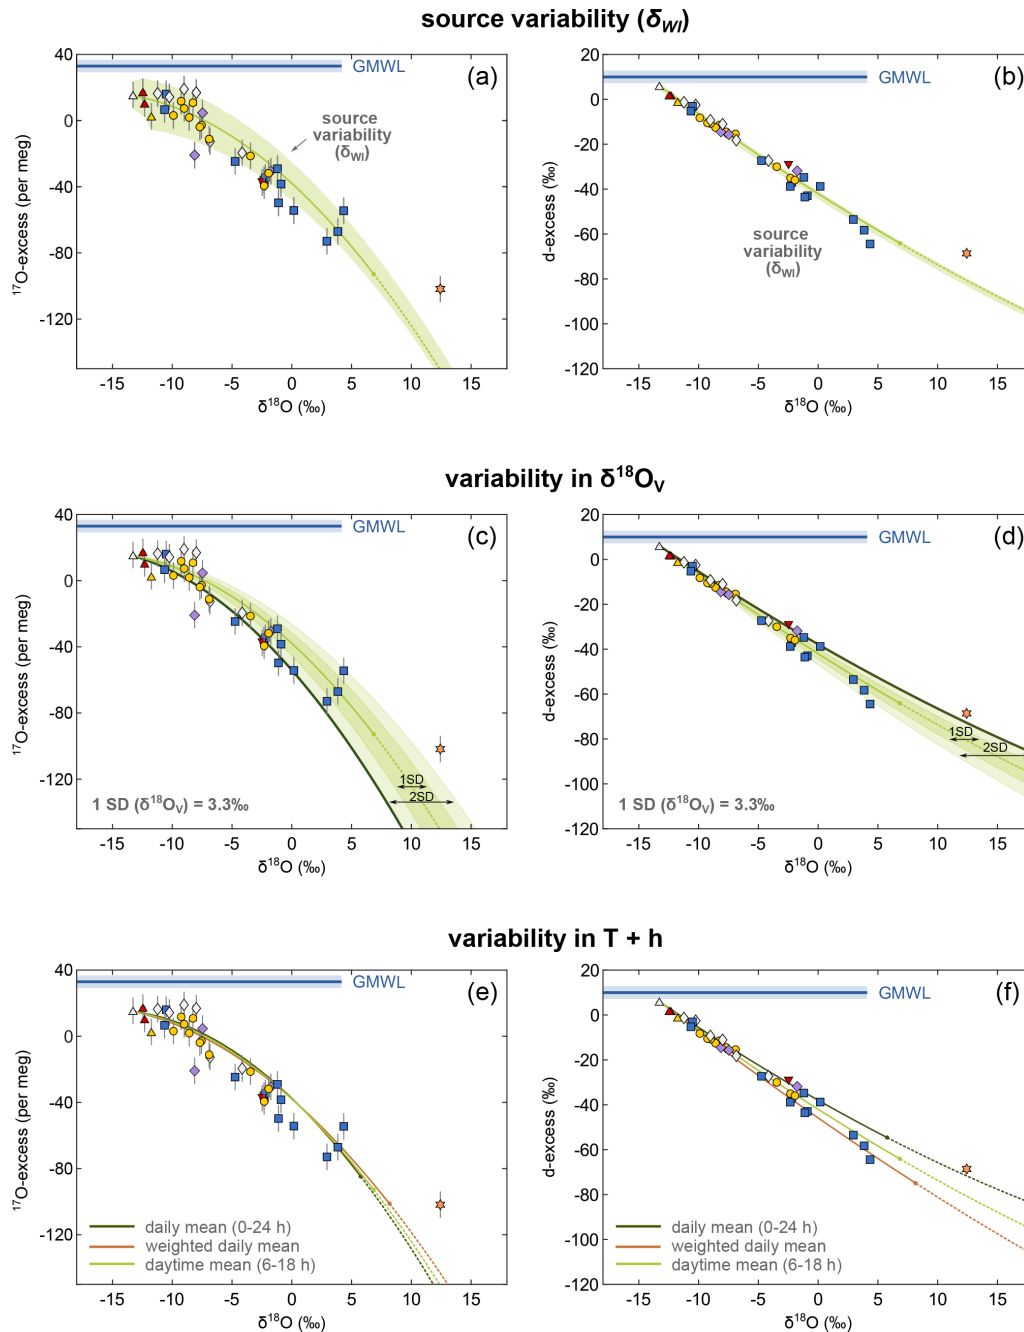 source variability (δWI)
40
0
-40
-80
-120
-15 -10 -5 0 5 10 15
17O-excess (per meg)
δ18O (‰)
GMWL
(a)
source
variability
(δWI)
20
0
-20
-40
-60
-80
-100
-120
-15 -10 -5 0 5 10 15
d-excess (‰)
δ18O (‰)
GMWL
(b)
source
variability
(δWI)
variability in δ18OV
40
0
-40
-80
-120
-15 -10 -5 0 5 10 15
17O-excess (per meg)
δ18O (‰)
GMWL
(c)
1SD
2SD
1 SD (δ18OV) = 3.3‰
20
0
-20
-40
-60
-80
-100
-120
-15 -10 -5 0 5 10 15
d-excess (‰)
δ18O (‰)
GMWL
(d)
1SD
2SD
1 SD (δ18OV) = 3.3‰
variability in T + h
40
0
-40
-80
-120
-15 -10 -5 0 5 10 15
17O-excess (per meg)
δ18O (‰)
GMWL
(e)
daily mean (0-24 h)
weighted daily mean
daytime mean (6-18 h)
20
0
-20
-40
-60
-80
-100
-120
-15 -10 -5 0 5 10 15
d-excess (‰)
δ18O (‰)
GMWL
(f)
daily mean (0-24 h)
weighted daily mean
daytime mean (6-18 h)